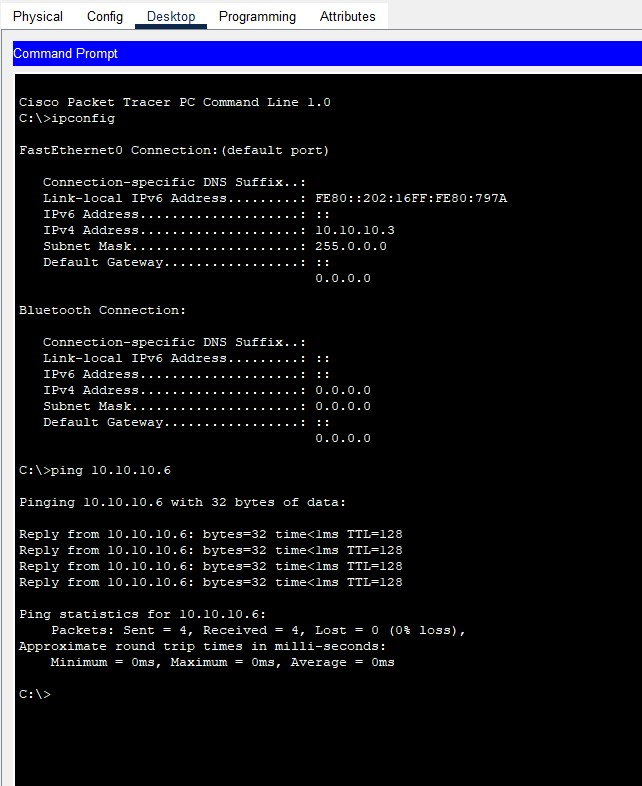 Physical Config Desktop Programming Attributes
Command Prompt
Cisco Packet Tracer PC Command Line 1.0
C:\>ipconfig
FastEthernet0 Connection:(default port)
Connection-specific DNS Suffix..:
Link-local IPv6 Address.........: FE80::202:16FF:FE80:797A
IPv6 Address....................: ::
IPv4 Address....................: 10.10.10.3
Subnet Mask.....................: 255.0.0.0
Default Gateway.................: ::
0.0.0.0
Bluetooth Connection:
Connection-specific DNS Suffix..:
Link-local IPv6 Address.........: ::
IPv6 Address....................: ::
IPv4 Address....................: 0.0.0.0
Subnet Mask.....................: 0.0.0.0
Default Gateway.................: ::
0.0.0.0
C:\>ping 10.10.10.6
Pinging 10.10.10.6 with 32 bytes of data:
Reply from 10.10.10.6: bytes=32 time<1ms TTL=128
Reply from 10.10.10.6: bytes=32 time<1ms TTL=128
Reply from 10.10.10.6: bytes=32 time<1ms TTL=128
Reply from 10.10.10.6: bytes=32 time<1ms TTL=128
Ping statistics for 10.10.10.6:
Packets: Sent = 4, Received = 4, Lost = 0 (0% loss),
Approximate round trip times in milli-seconds:
Minimum = 0ms, Maximum = 0ms, Average = 0ms
C:\>